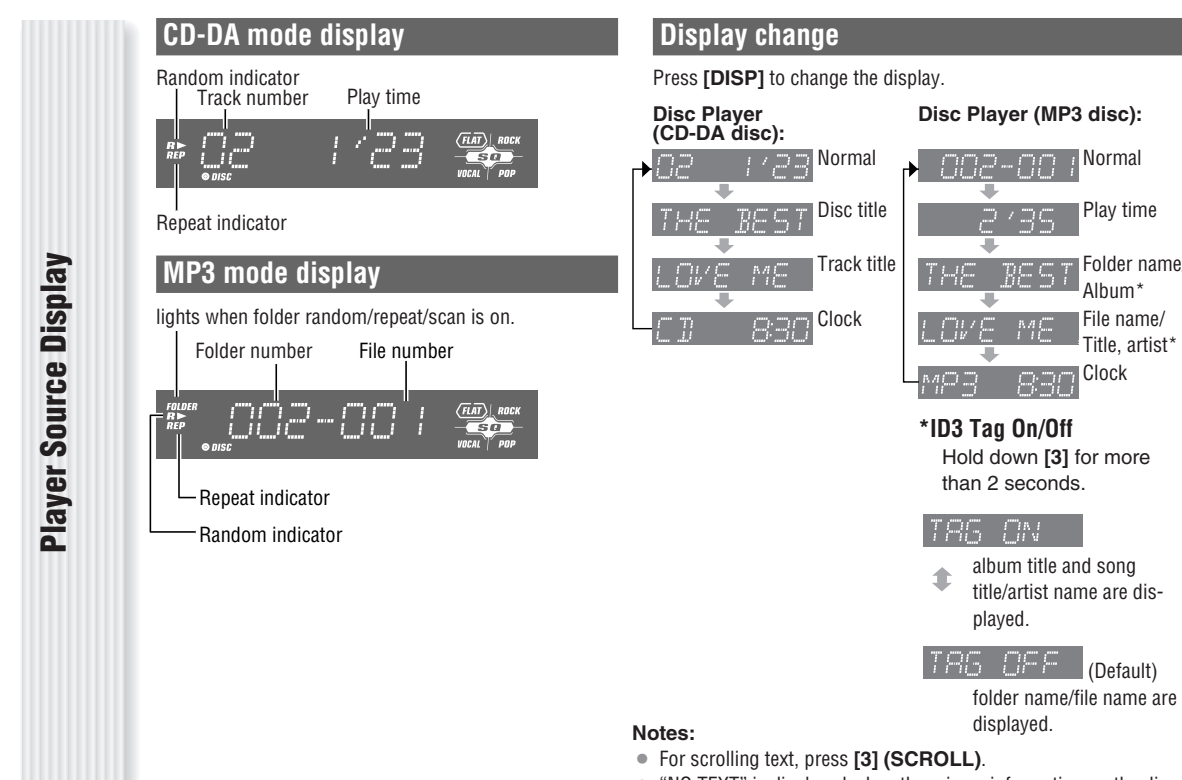 Player Source Display
CD-DA mode display
Random indicator
Track number
Play time
R▶
REP
02 1'23
DISC
FLAT ROCK
SQ
VOCAL POP
Repeat indicator
MP3 mode display
lights when folder random/repeat/scan is on.
Folder number
File number
FOLDER
R▶
REP
002-001
DISC
FLAT ROCK
SQ
VOCAL POP
Repeat indicator
Random indicator
Display change
Press [DISP] to change the display.
Disc Player
(CD-DA disc):
02 1'23 Normal
THE BEST Disc title
LOVE ME Track title
CD 8:30 Clock
Disc Player (MP3 disc):
002-001 Normal
2'35 Play time
THE BEST Folder name
Album*
LOVE ME File name/
Title, artist*
MP3 8:30 Clock
*ID3 Tag On/Off
Hold down [3] for more
than 2 seconds.
TAG ON
album title and song
title/artist name are dis-
played.
TAG OFF (Default)
folder name/file name are
displayed.
Notes:
● For scrolling text, press [3] (SCROLL).